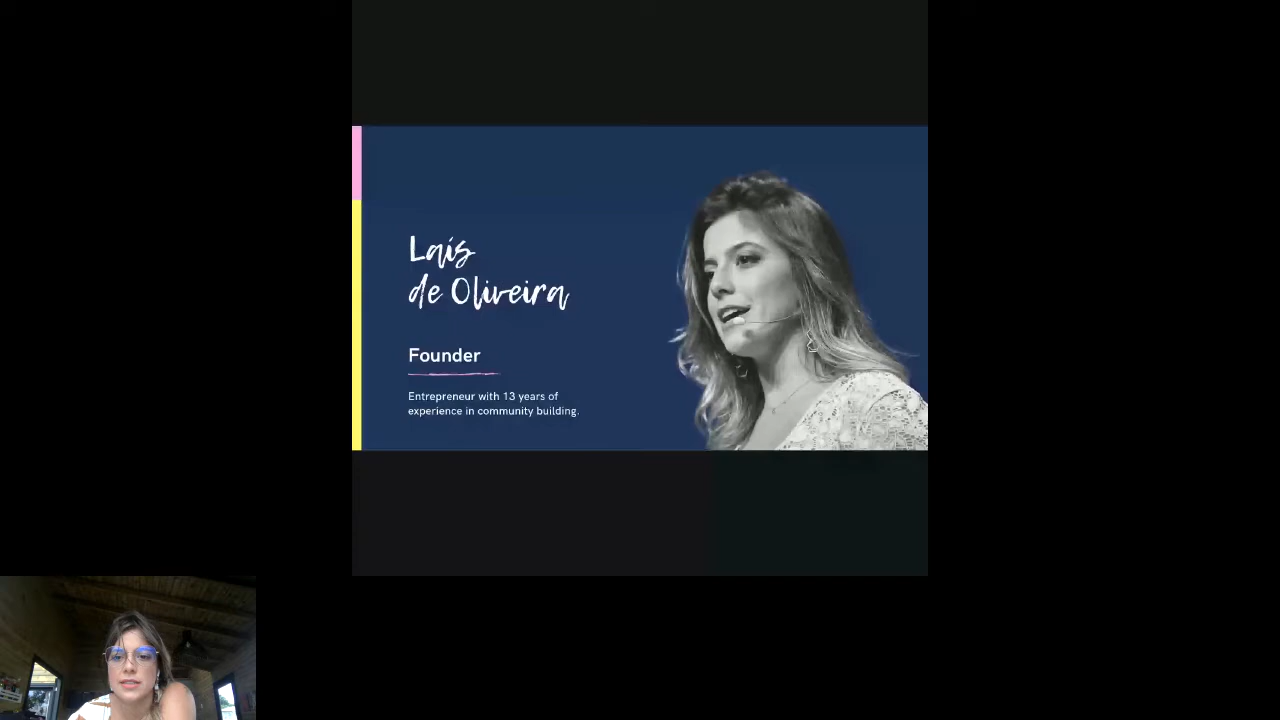 Lais
de Oliveira
Founder
Entrepreneur with 13 years of
experience in community building.